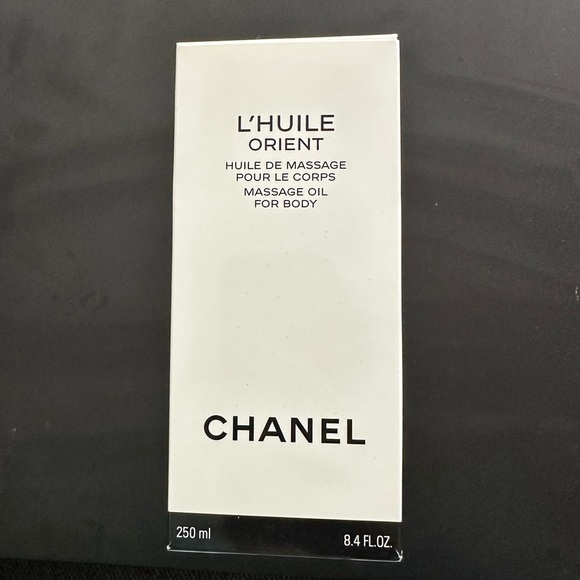 L'HUILE
ORIENT
HUILE DE MASSAGE
POUR LE CORPS
MASSAGE OIL
FOR BODY
CHANEL
250 ml 8.4 FL.OZ.